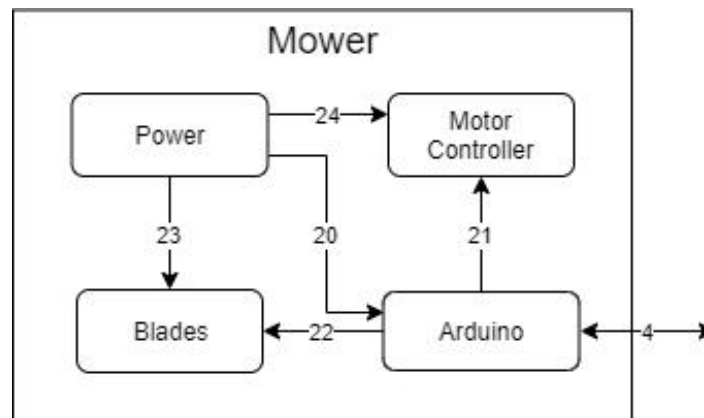 Mower
Power
24
Motor
Controller
23
20
21
Blades
22
Arduino
4